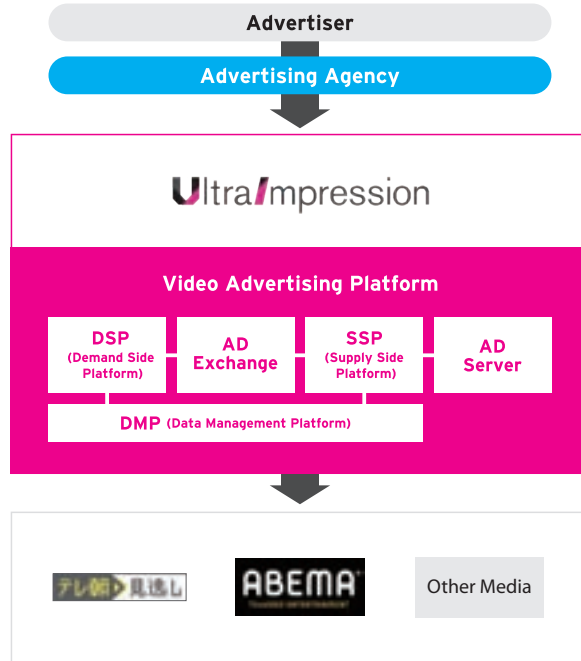 Advertiser
Advertising Agency
UltraImpression
Video Advertising Platform
DSP
(Demand Side
Platform)
AD
Exchange
SSP
(Supply Side
Platform)
AD
Server
DMP (Data Management Platform)
テレ朝 見逃し
ABEMA
Other Media